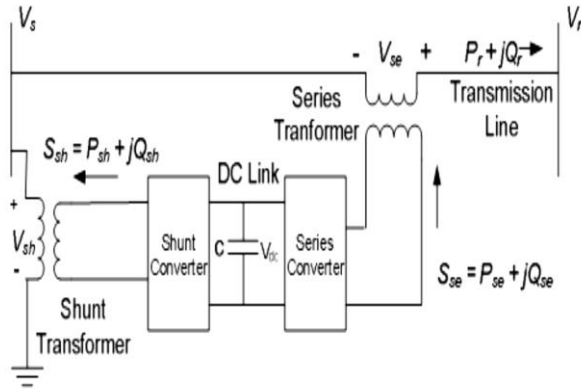 Vs
Vr
- Vse +
Pr + jQr
Series
Tranformer
Transmission
Line
Ssh = Psh + jQsh
DC Link
+
Vsh
-
Shunt
Converter
C
Vdc
Series
Converter
Sse = Pse + jQse
Shunt
Transformer